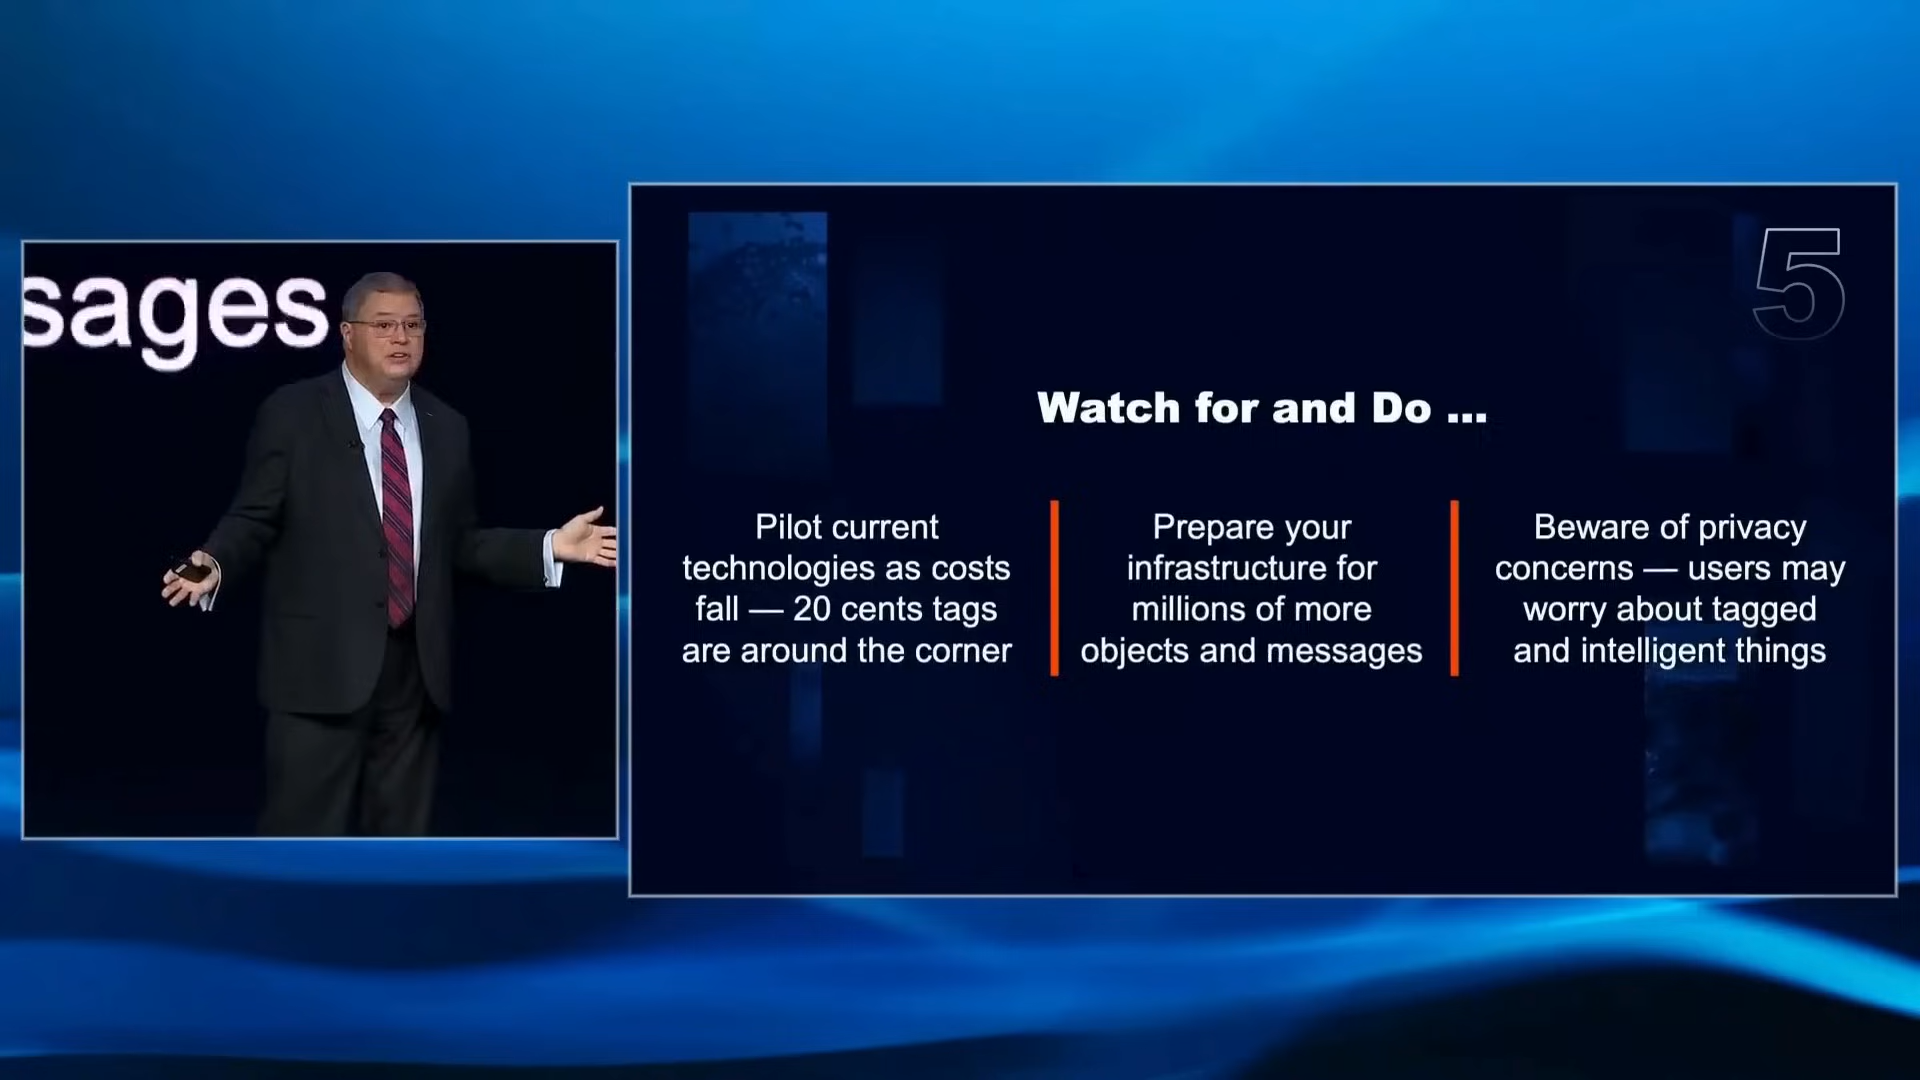 sages
5
Watch for and Do ...
Pilot current
technologies as costs
fall — 20 cents tags
are around the corner
Prepare your
infrastructure for
millions of more
objects and messages
Beware of privacy
concerns — users may
worry about tagged
and intelligent things